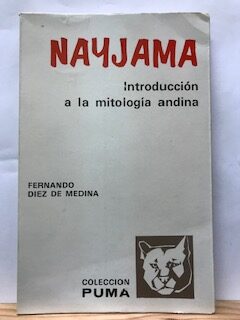 NAYJAMA
Introducción
a la mitología andina
FERNANDO
DIEZ DE MEDINA
COLECCION
PUMA